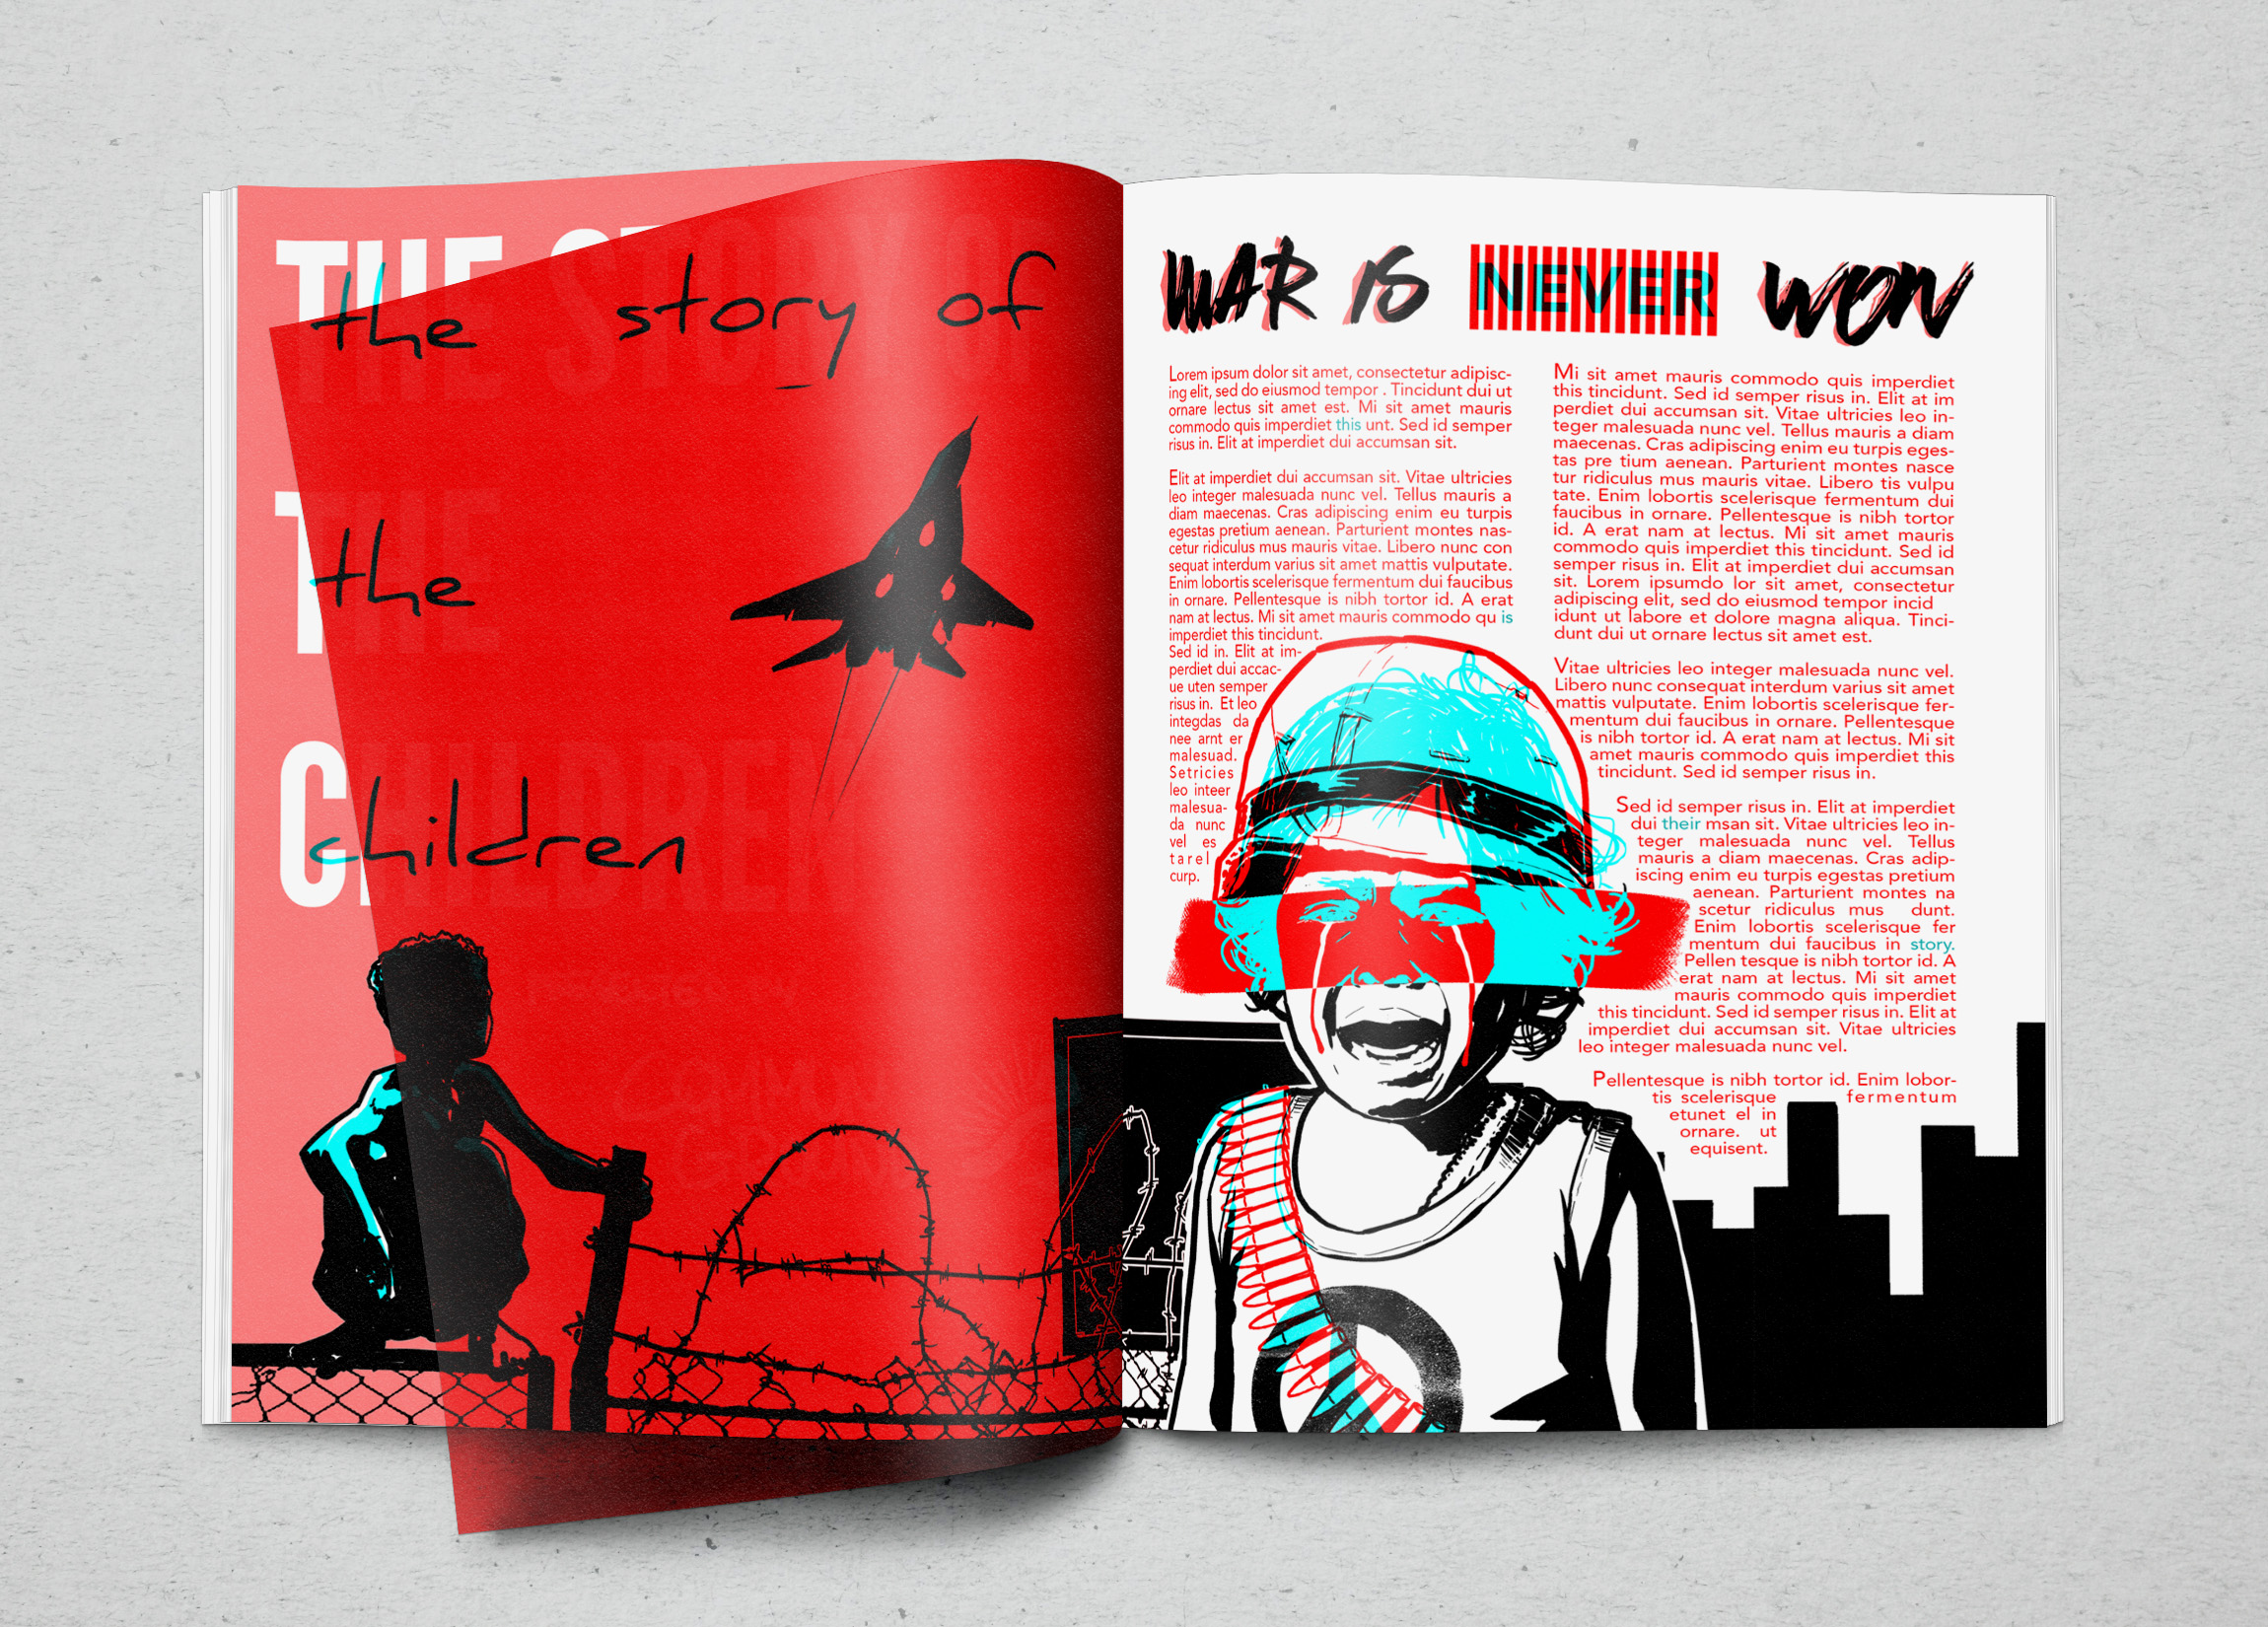 THE STORY OF
the story of
THE
the
CHILDREN
children
COMMON
WAR IS NEVER WON
Lorem ipsum dolor sit amet, consectetur adipisc-
ing elit, sed do eiusmod tempor . Tincidunt dui ut
ornare lectus sit amet est. Mi sit amet mauris
commodo quis imperdiet this unt. Sed id semper
risus in. Elit at imperdiet dui accumsan sit.
Elit at imperdiet dui accumsan sit. Vitae ultricies
leo integer malesuada nunc vel. Tellus mauris a
diam maecenas. Cras adipiscing enim eu turpis
egestas pretium aenean. Parturient montes nas-
cetur ridiculus mus mauris vitae. Libero nunc con
sequat interdum varius sit amet mattis vulputate.
Enim lobortis scelerisque fermentum dui faucibus
in ornare. Pellentesque is nibh tortor id. A erat
nam at lectus. Mi sit amet mauris commodo qu is
imperdiet this tincidunt.
Sed id in. Elit at im-
perdiet dui accac-
ue uten semper
risus in. Et leo
integdas da
nee arnt er
malesuad.
Setricies
leo inteer
malesua-
da nunc
vel es
tarel
curp.
Mi sit amet mauris commodo quis imperdiet
this tincidunt. Sed id semper risus in. Elit at im
perdiet dui accumsan sit. Vitae ultricies leo in-
teger malesuada nunc vel. Tellus mauris a diam
maecenas. Cras adipiscing enim eu turpis eges-
tas pre tium aenean. Parturient montes nasce
tur ridiculus mus mauris vitae. Libero tis vulpu
tate. Enim lobortis scelerisque fermentum dui
faucibus in ornare. Pellentesque is nibh tortor
id. A erat nam at lectus. Mi sit amet mauris
commodo quis imperdiet this tincidunt. Sed id
semper risus in. Elit at imperdiet dui accumsan
sit. Lorem ipsumdo lor sit amet, consectetur
adipiscing elit, sed do eiusmod tempor incid
idunt ut labore et dolore magna aliqua. Tinci-
dunt dui ut ornare lectus sit amet est.
Vitae ultricies leo integer malesuada nunc vel.
Libero nunc consequat interdum varius sit amet
mattis vulputate. Enim lobortis scelerisque fer-
mentum dui faucibus in ornare. Pellentesque
is nibh tortor id. A erat nam at lectus. Mi sit
amet mauris commodo quis imperdiet this
tincidunt. Sed id semper risus in.
Sed id semper risus in. Elit at imperdiet
dui their msan sit. Vitae ultricies leo in-
teger malesuada nunc vel. Tellus
mauris a diam maecenas. Cras adip-
iscing enim eu turpis egestas pretium
aenean. Parturient montes na
scetur ridiculus mus dunt.
Enim lobortis scelerisque fer
mentum dui faucibus in story.
Pellen tesque is nibh tortor id. A
erat nam at lectus. Mi sit amet
mauris commodo quis imperdiet
this tincidunt. Sed id semper risus in. Elit at
imperdiet dui accumsan sit. Vitae ultricies
leo integer malesuada nunc vel.
Pellentesque is nibh tortor id. Enim lobor-
tis scelerisque fermentum
etunet el in
ornare. ut
equisent.